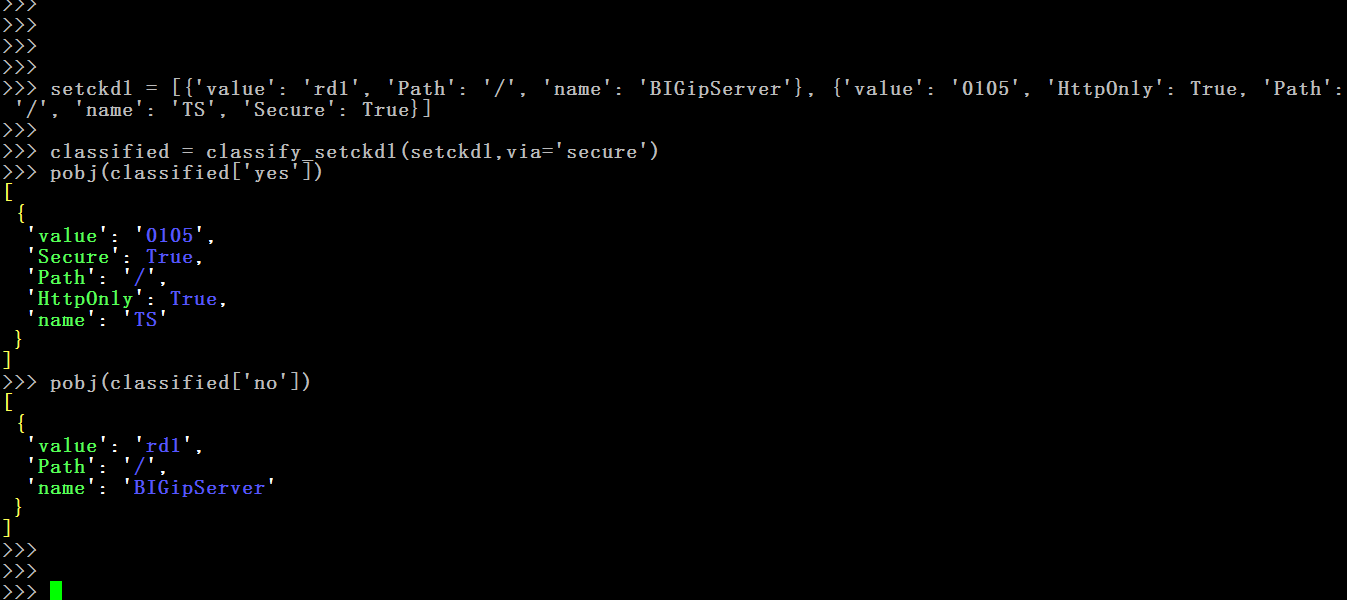 >>>
>>>
>>>
>>>
>>> setckdl = [{'value': 'rd1', 'Path': '/', 'name': 'BIGipServer'}, {'value': '0105', 'HttpOnly': True, 'Path':
 '/', 'name': 'TS', 'Secure': True}]
>>>
>>> classified = classify_setckdl(setckdl,via='secure')
>>> pobj(classified['yes'])
[
 {
  'value': '0105',
  'Secure': True,
  'Path': '/',
  'HttpOnly': True,
  'name': 'TS'
 }
]
>>> pobj(classified['no'])
[
 {
  'value': 'rd1',
  'Path': '/',
  'name': 'BIGipServer'
 }
]
>>>
>>>
>>>